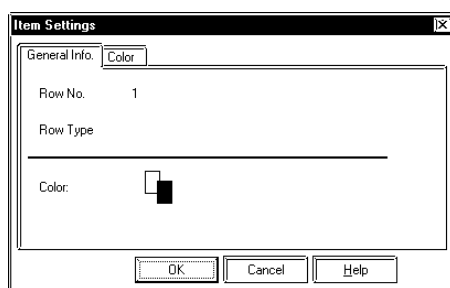 Item Settings
General Info. Color
Row No. 1
Row Type
Color:
OK Cancel Help